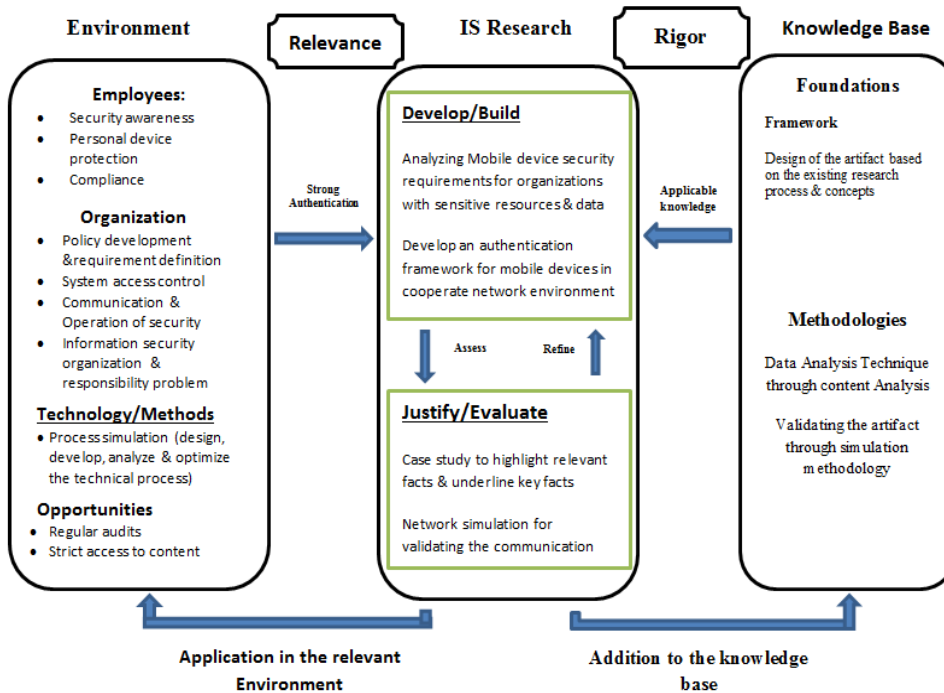 Environment
Relevance
IS Research
Rigor
Knowledge Base
Employees:
• Security awareness
• Personal device
protection
• Compliance
Organization
• Policy development
&requirement definition
• System access control
• Communication &
Operation of security
• Information security
organization &
responsibility problem
Technology/Methods
• Process simulation (design,
develop, analyze & optimize
the technical process)
Opportunities
• Regular audits
• Strict access to content
Strong
Authentication
Develop/Build
Analyzing Mobile device security
requirements for organizations
with sensitive resources & data
Develop an authentication
framework for mobile devices in
cooperate network environment
Assess
Refine
Justify/Evaluate
Case study to highlight relevant
facts & underline key facts
Network simulation for
validating the communication
Applicable
knowledge
Foundations
Framework
Design of the artifact based
on the existing research
process & concepts
Methodologies
Data Analysis Technique
through content Analysis
Validating the artifact
through simulation
methodology
Application in the relevant
Environment
Addition to the knowledge
base